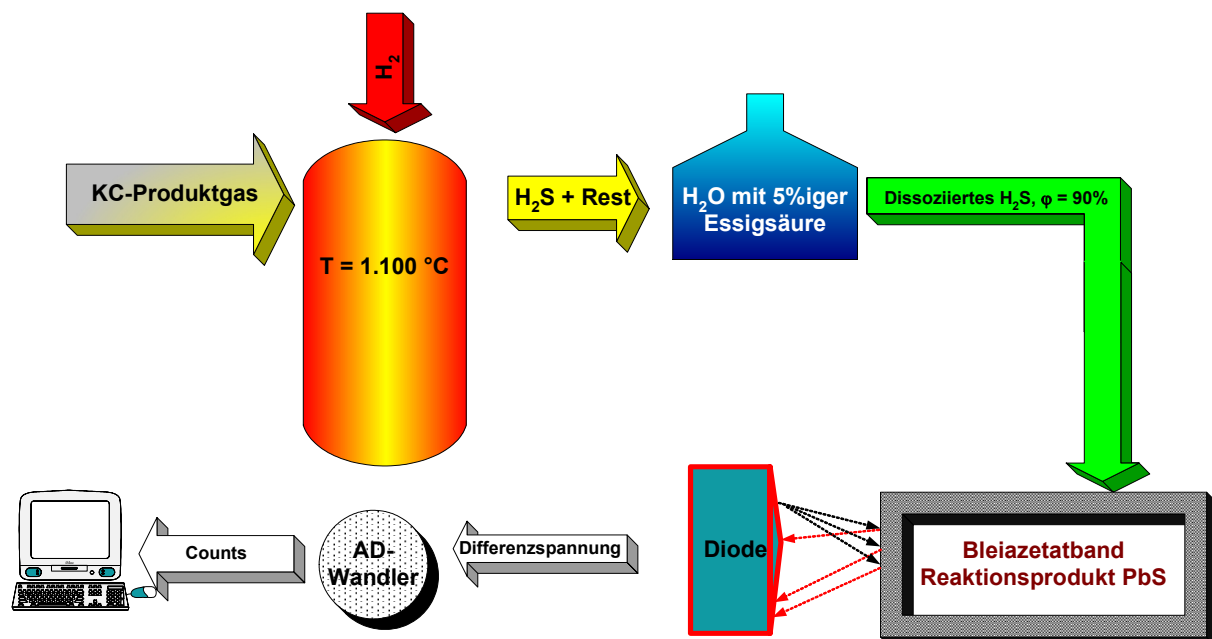 H₂
KC-Produktgas
T = 1.100 °C
H₂S + Rest
H₂O mit 5%iger
Essigsäure
Dissoziiertes H₂S, φ = 90%
Counts
AD-
Wandler
Differenzspannung
Diode
Bleiazetatband
Reaktionsprodukt PbS